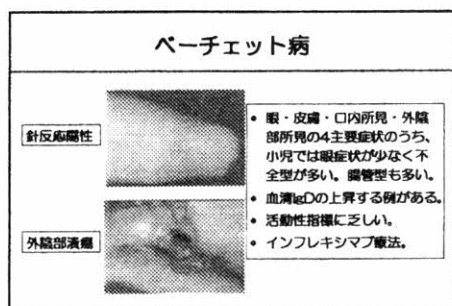 ベーチェット病
針反応陽性
外陰部潰瘍
• 眼・皮膚・口内所見・外陰
部所見の4主要症状のうち、
小児では眼症状が少なく不
全型が多い。腸管型も多い。
• 血清IgDの上昇する例がある。
• 活動性指標に乏しい。
• インフレキシマブ療法。